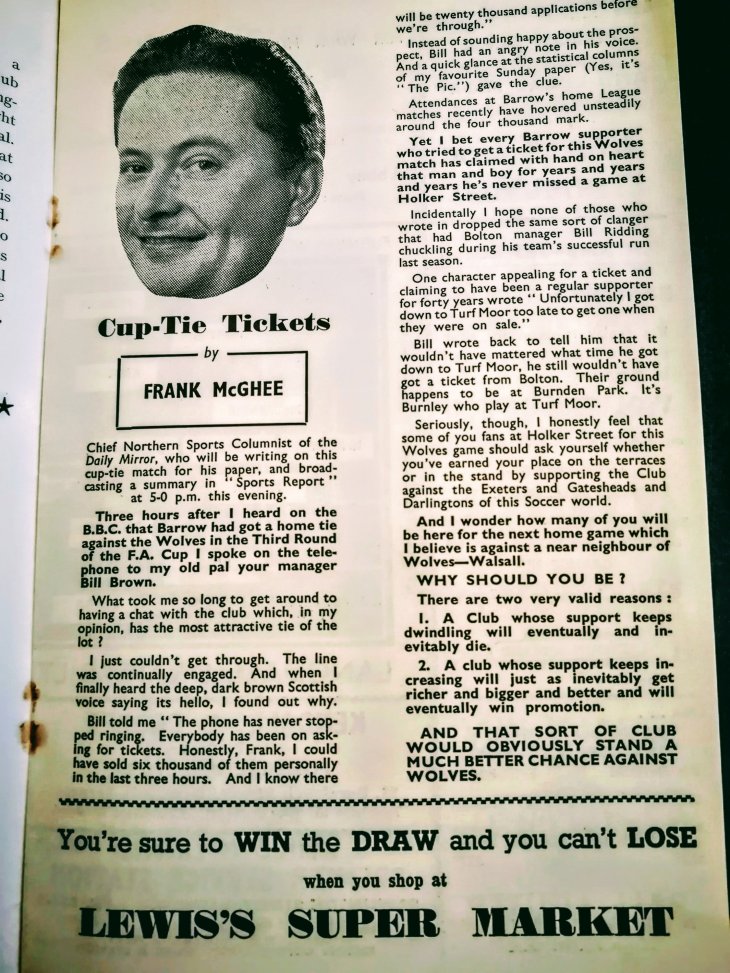 a
ub
ng-
ht
al.
at
so
is
d.
o
s
l
e
.
Cup-Tie Tickets
by
FRANK McGHEE
Chief Northern Sports Columnist of the
Daily Mirror, who will be writing on this
cup-tie match for his paper, and broad-
casting a summary in "Sports Report"
at 5-0 p.m. this evening.
Three hours after I heard on the
B.B.C. that Barrow had got a home tie
against the Wolves in the Third Round
of the F.A. Cup I spoke on the tele-
phone to my old pal your manager
Bill Brown.
What took me so long to get around to
having a chat with the club which, in my
opinion, has the most attractive tie of the
lot ?
I just couldn't get through. The line
was continually engaged. And when I
finally heard the deep, dark brown Scottish
voice saying its hello, I found out why.
Bill told me " The phone has never stop-
ped ringing. Everybody has been on ask-
ing for tickets. Honestly, Frank, I could
have sold six thousand of them personally
in the last three hours. And I know there
will be twenty thousand applications before
we're through."
Instead of sounding happy about the pros-
pect, Bill had an angry note in his voice.
And a quick glance at the statistical columns
of my favourite Sunday paper (Yes, it's
"The Pic.") gave the clue.
Attendances at Barrow's home League
matches recently have hovered unsteadily
around the four thousand mark.
Yet I bet every Barrow supporter
who tried to get a ticket for this Wolves
match has claimed with hand on heart
that man and boy for years and years
and years he's never missed a game at
Holker Street.
Incidentally I hope none of those who
wrote in dropped the same sort of clanger
that had Bolton manager Bill Ridding
chuckling during his team's successful run
last season.
One character appealing for a ticket and
claiming to have been a regular supporter
for forty years wrote " Unfortunately I got
down to Turf Moor too late to get one when
they were on sale."
Bill wrote back to tell him that it
wouldn't have mattered what time he got
down to Turf Moor, he still wouldn't have
got a ticket from Bolton. Their ground
happens to be at Burnden Park. It's
Burnley who play at Turf Moor.
Seriously, though, I honestly feel that
some of you fans at Holker Street for this
Wolves game should ask yourself whether
you've earned your place on the terraces
or in the stand by supporting the Club
against the Exeters and Gatesheads and
Darlingtons of this Soccer world.
And I wonder how many of you will
be here for the next home game which
I believe is against a near neighbour of
Wolves—Walsall.
WHY SHOULD YOU BE ?
There are two very valid reasons :
1. A Club whose support keeps
dwindling will eventually and in-
evitably die.
2. A club whose support keeps in-
creasing will just as inevitably get
richer and bigger and better and will
eventually win promotion.
AND THAT SORT OF CLUB
WOULD OBVIOUSLY STAND A
MUCH BETTER CHANCE AGAINST
WOLVES.
You're sure to WIN the DRAW and you can't LOSE
when you shop at
LEWIS'S SUPER MARKET